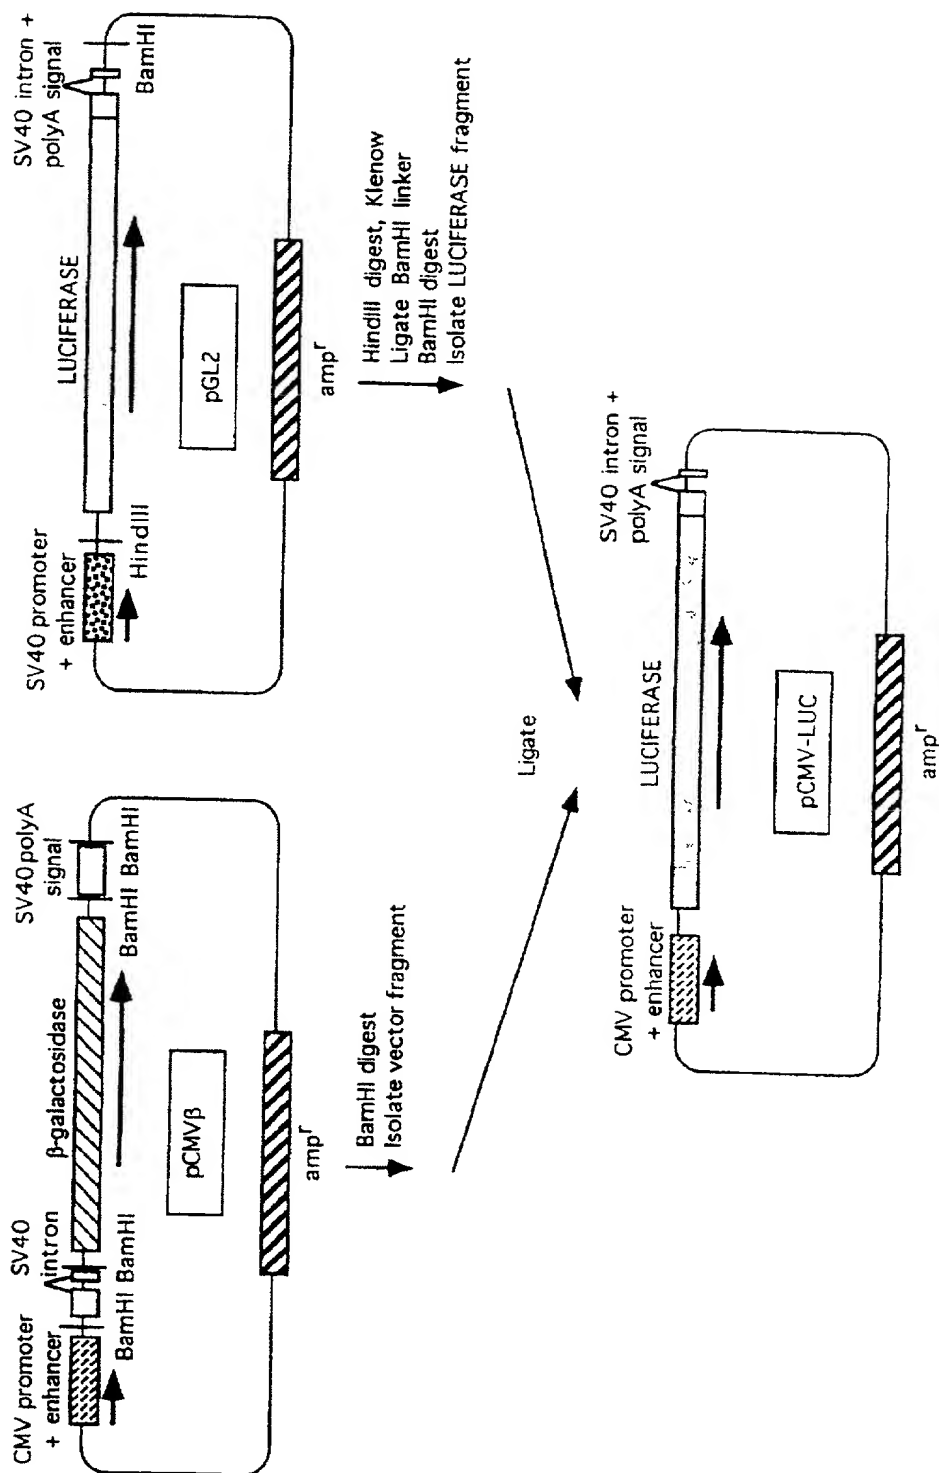 CMV promoter
+ enhancer
SV40
intron
BamHI BamHI
β-galactosidase
SV40 polyA
signal
BamHI BamHI
pCMVβ
amp^r
BamHI digest
Isolate vector fragment
SV40 promoter
+ enhancer
HindIII
LUCIFERASE
SV40 intron +
polyA signal
BamHI
pGL2
amp^r
HindIII digest, Klenow
Ligate BamHI linker
BamHI digest
Isolate LUCIFERASE fragment
Ligate
CMV promoter
+ enhancer
LUCIFERASE
SV40 intron +
polyA signal
pCMV-LUC
amp^r